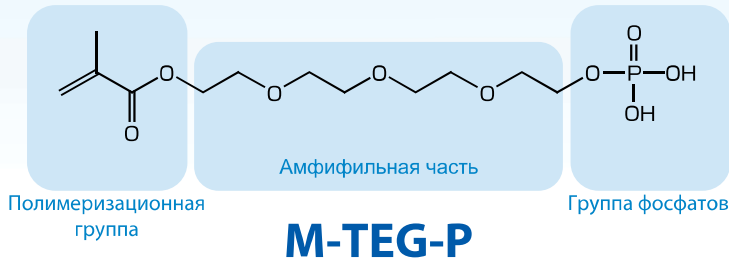 O
O
O
O
O
O
O
P
OH
OH
Амфифильная часть
Полимеризационная
группа
Группа фосфатов
M-TEG-P